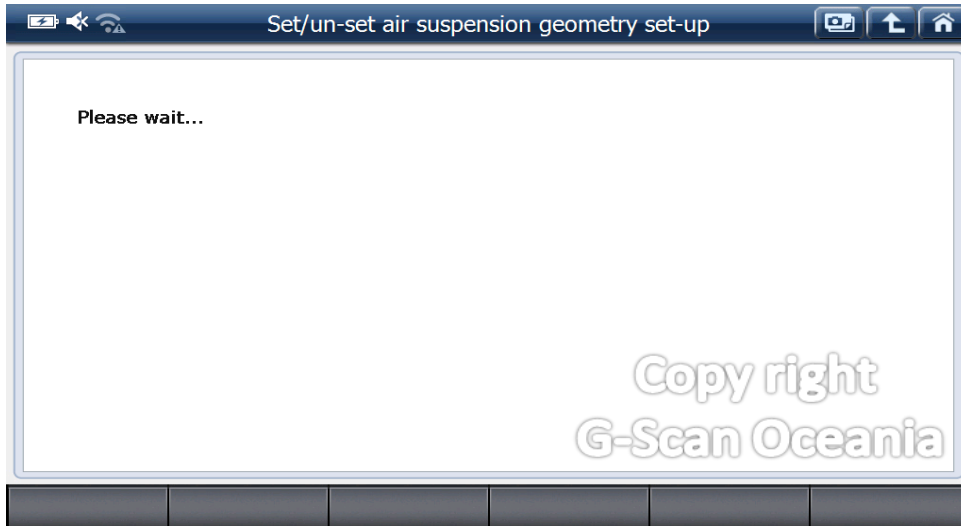 Set/un-set air suspension geometry set-up
Please wait...
Copy right
G-Scan Oceania